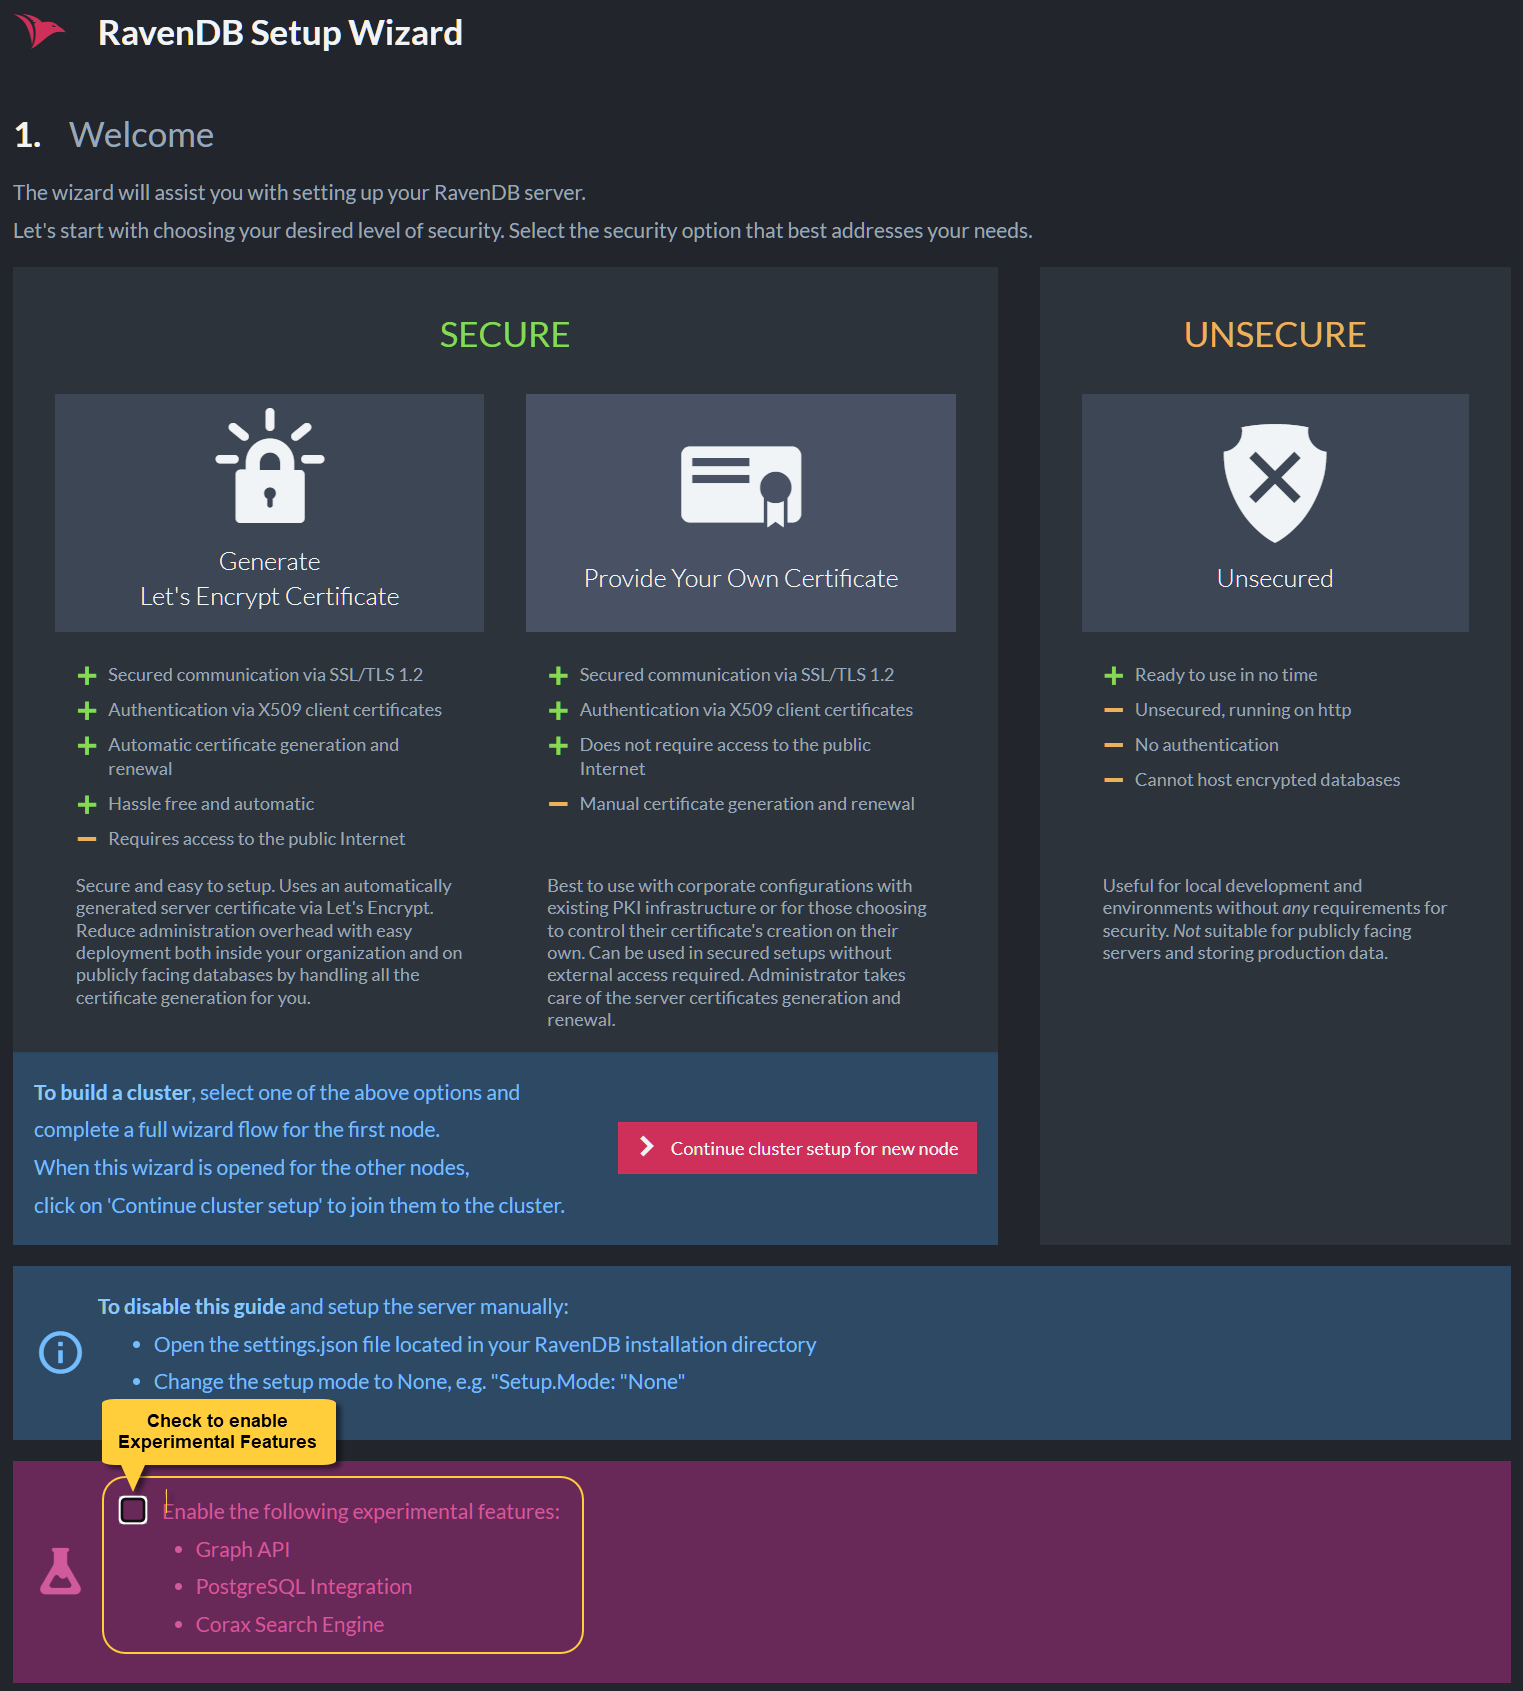 RavenDB Setup Wizard
1. Welcome
The wizard will assist you with setting up your RavenDB server.
Let's start with choosing your desired level of security. Select the security option that best addresses your needs.
SECURE
Generate
Let's Encrypt Certificate
Secured communication via SSL/TLS 1.2
Authentication via X509 client certificates
Automatic certificate generation and
renewal
Hassle free and automatic
Requires access to the public Internet
Secure and easy to setup. Uses an automatically
generated server certificate via Let's Encrypt.
Reduce administration overhead with easy
deployment both inside your organization and on
publicly facing databases by handling all the
certificate generation for you.
Provide Your Own Certificate
Secured communication via SSL/TLS 1.2
Authentication via X509 client certificates
Does not require access to the public
Internet
Manual certificate generation and renewal
Best to use with corporate configurations with
existing PKI infrastructure or for those choosing
to control their certificate's creation on their
own. Can be used in secured setups without
external access required. Administrator takes
care of the server certificates generation and
renewal.
UNSECURE
Unsecured
Ready to use in no time
Unsecured, running on http
No authentication
Cannot host encrypted databases
Useful for local development and
environments without any requirements for
security. Not suitable for publicly facing
servers and storing production data.
To build a cluster, select one of the above options and
complete a full wizard flow for the first node.
When this wizard is opened for the other nodes,
click on 'Continue cluster setup' to join them to the cluster.
Continue cluster setup for new node
To disable this guide and setup the server manually:
• Open the settings.json file located in your RavenDB installation directory
• Change the setup mode to None, e.g. "Setup.Mode: "None"
Check to enable
Experimental Features
Enable the following experimental features:
• Graph API
• PostgreSQL Integration
• Corax Search Engine